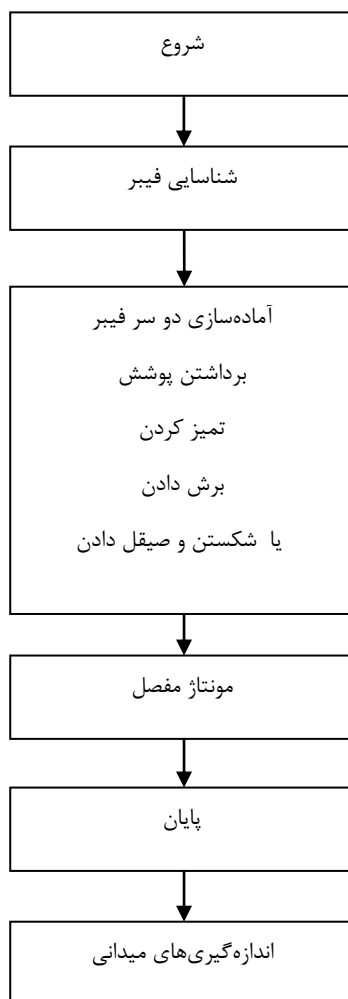 شروع
شناسایی فیبر
آماده‌سازی دو سر فیبر
برداشتن پوشش
تمیز کردن
برش دادن
یا شکستن و صیقل دادن
مونتاژ مفصل
پایان
اندازه‌گیری‌های میدانی